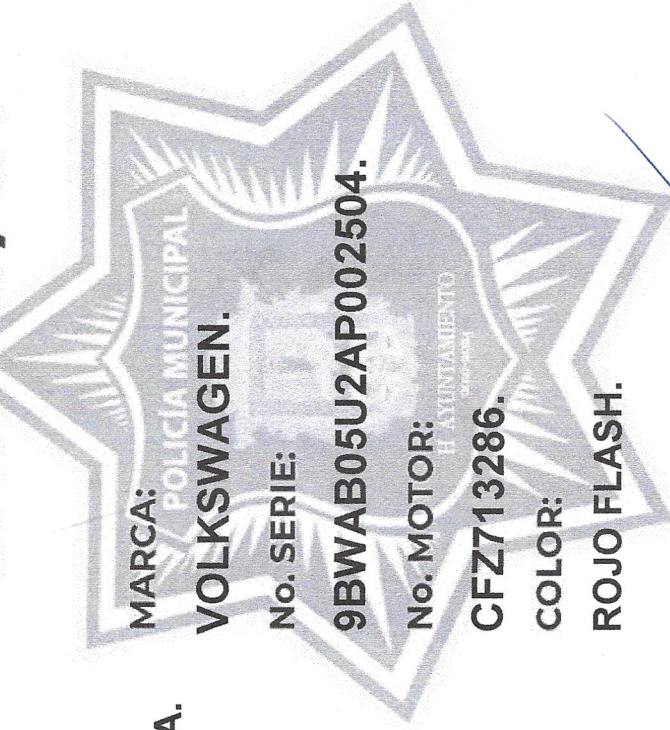 MARCA:
VOLKSWAGEN.
No. SERIE:
9BWAB05U2AP002504.
No. MOTOR:
CFZ713286.
COLOR:
ROJO FLASH.
A.
POLICÍA MUNICIPAL
H AYUNTAMIENTO